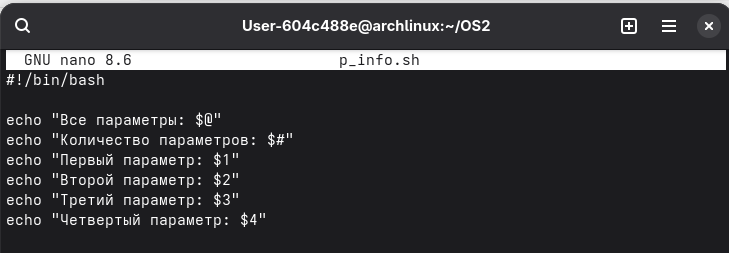 User-604c488e@archlinux:~/OS2
GNU nano 8.6 p_info.sh
#!/bin/bash
echo "Все параметры: $@"
echo "Количество параметров: $#"
echo "Первый параметр: $1"
echo "Второй параметр: $2"
echo "Третий параметр: $3"
echo "Четвертый параметр: $4"